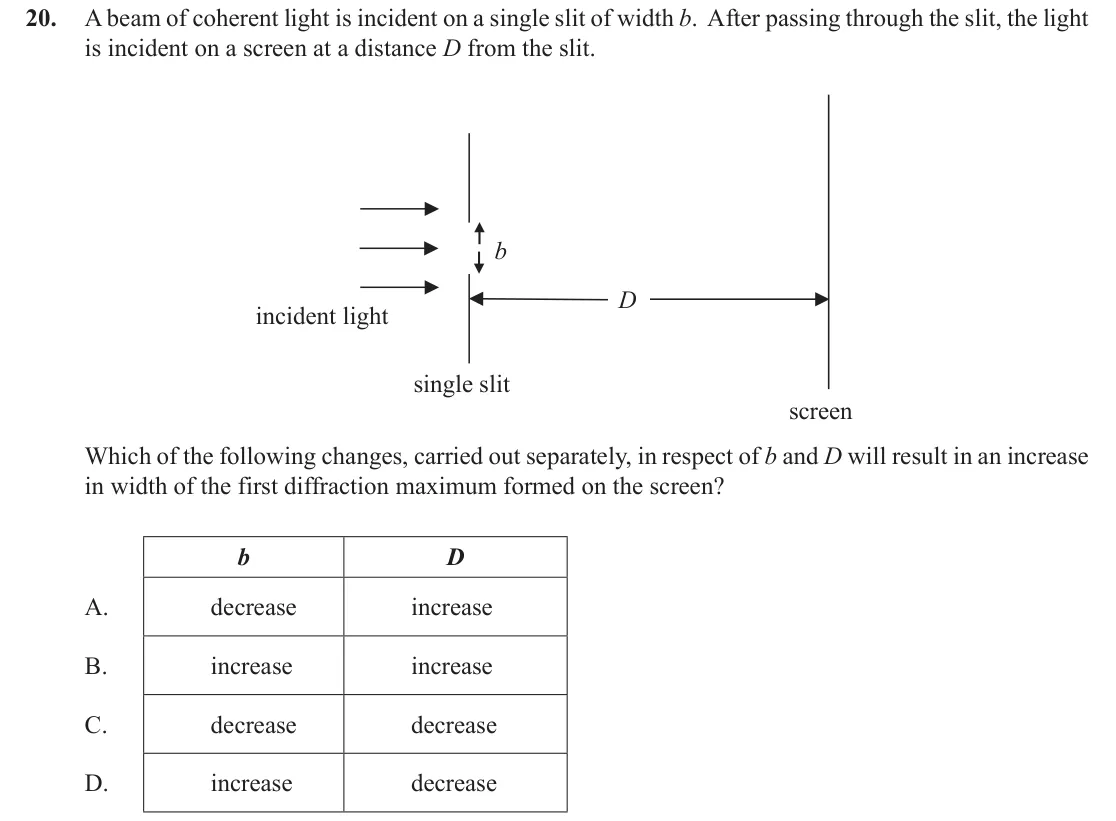 20. A beam of coherent light is incident on a single slit of width b. After passing through the slit, the light
is incident on a screen at a distance D from the slit.
b
D
incident light
single slit
screen
Which of the following changes, carried out separately, in respect of b and D will result in an increase
in width of the first diffraction maximum formed on the screen?
b D
A. decrease increase
B. increase increase
C. decrease decrease
D. increase decrease